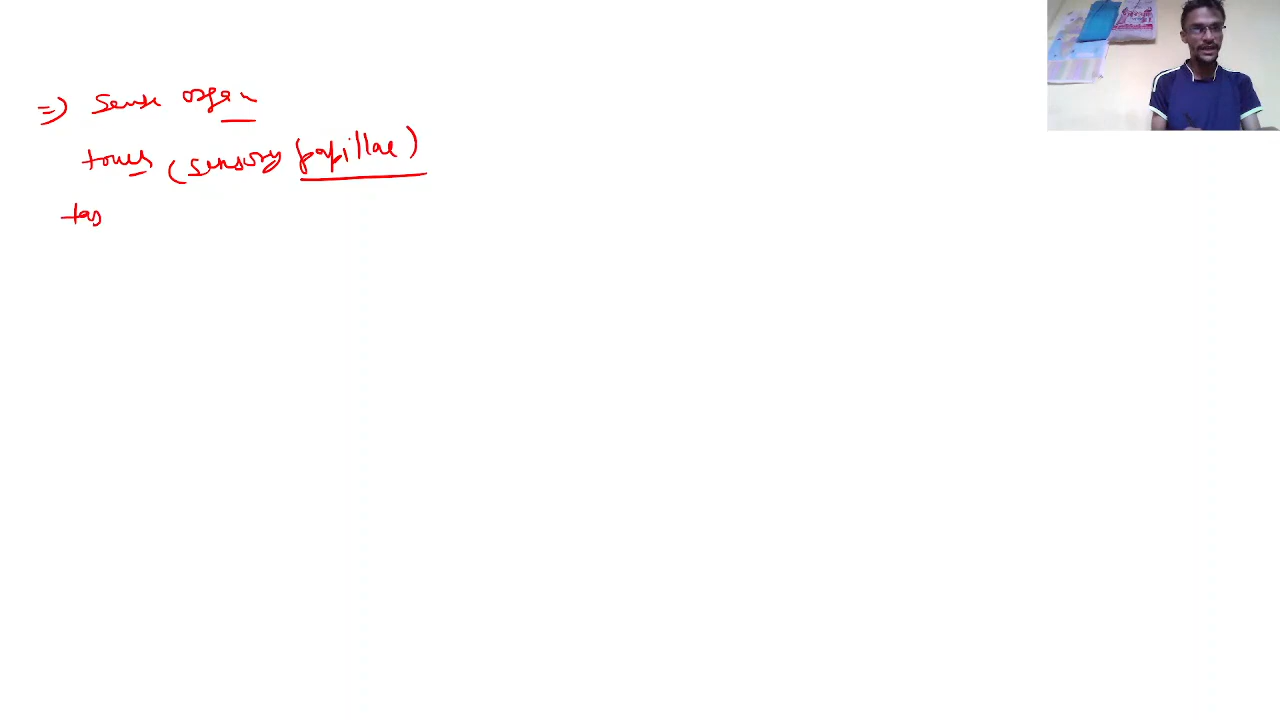 => Sense organ
touch (sensory papillae)
tas